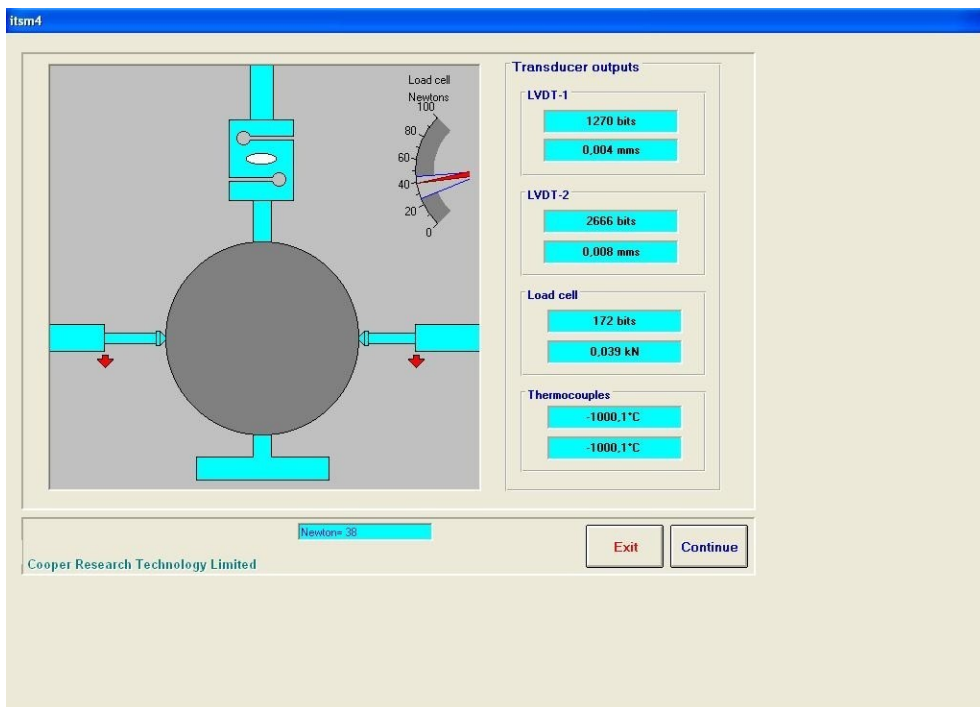 itsm4
Load cell
Newtons
100
80
60
40
20
0
Transducer outputs
LVDT-1
1270 bits
0,004 mms
LVDT-2
2666 bits
0,008 mms
Load cell
172 bits
0,039 kN
Thermocouples
-1000,1°C
-1000,1°C
Newton= 38
Exit
Continue
Cooper Research Technology Limited